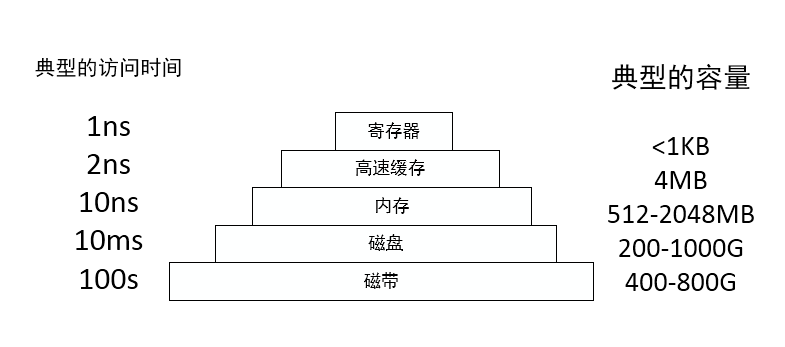 典型的访问时间
典型的容量
1ns
寄存器
<1KB
2ns
高速缓存
4MB
10ns
内存
512-2048MB
10ms
磁盘
200-1000G
100s
磁带
400-800G